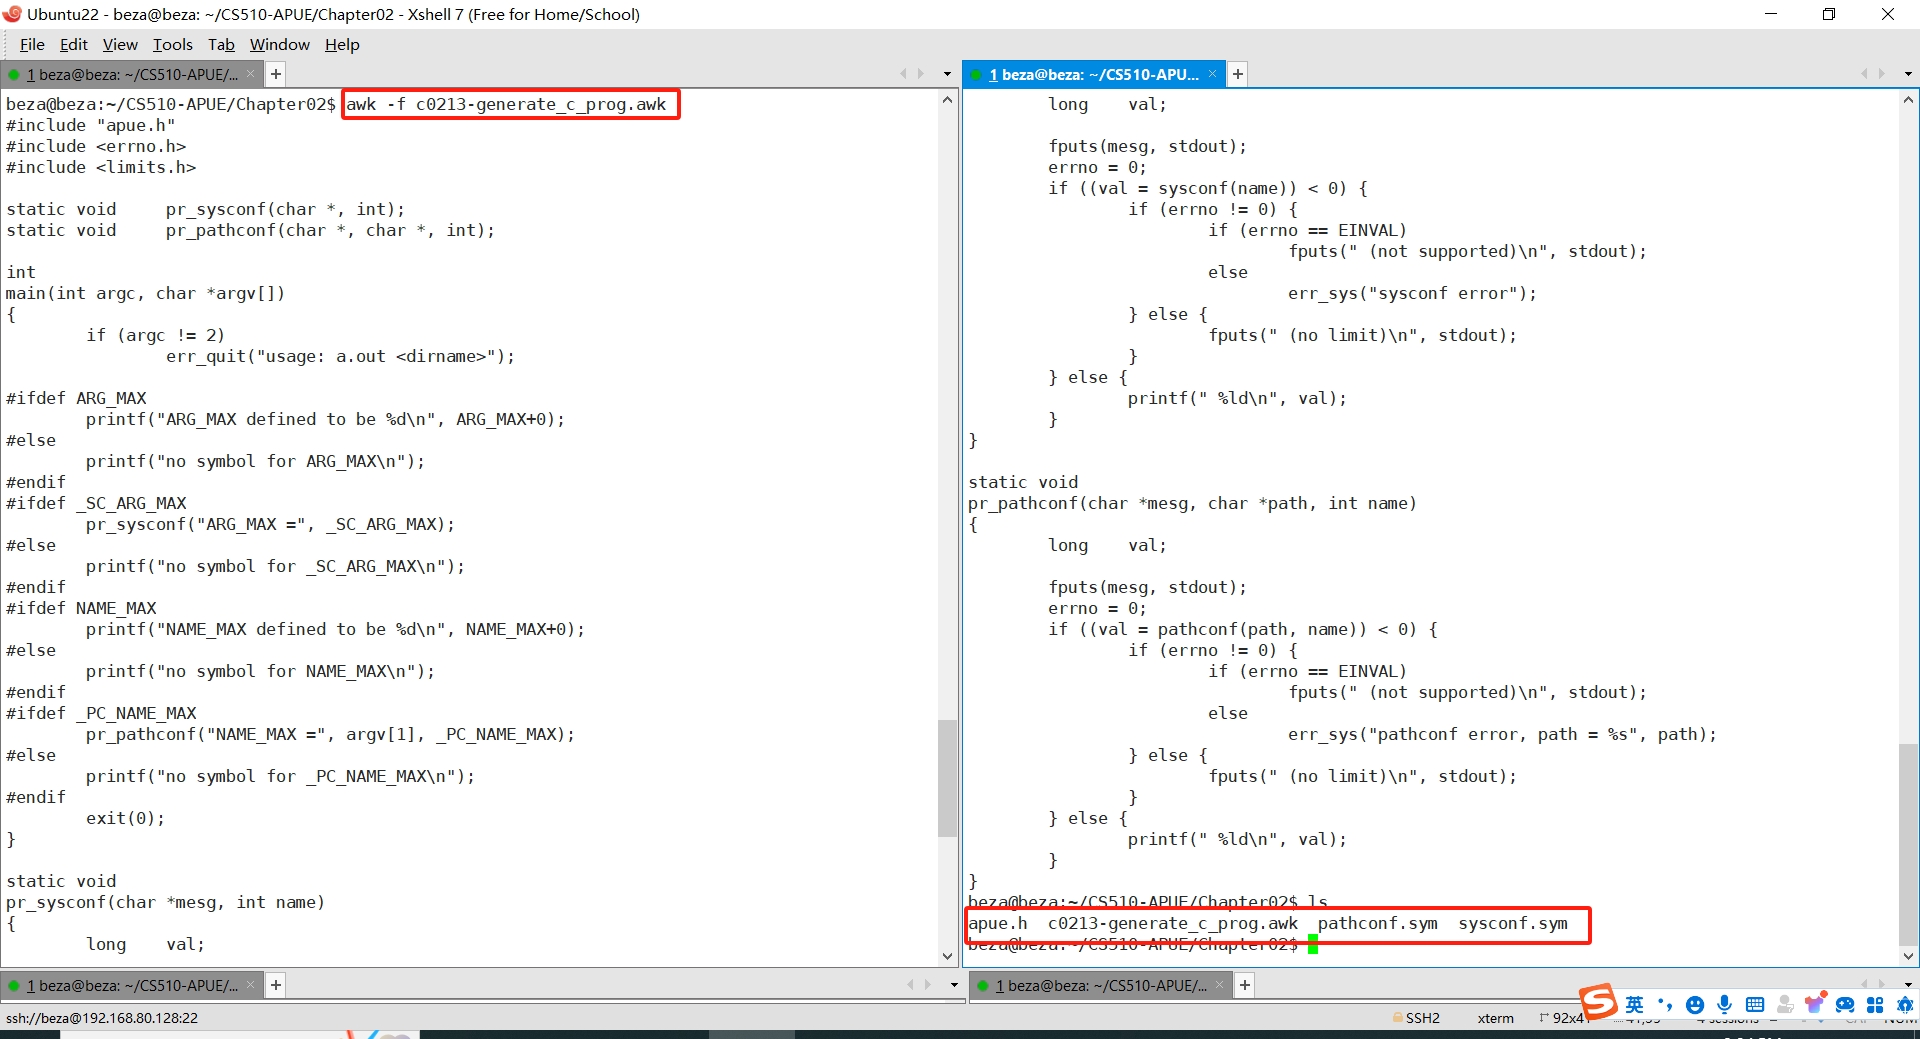 Ubuntu22 - beza@beza: ~/CS510-APUE/Chapter02 - Xshell 7 (Free for Home/School)
File Edit View Tools Tab Window Help
1 beza@beza: ~/CS510-APUE/... × +
beza@beza:~/CS510-APUE/Chapter02$ awk -f c0213-generate_c_prog.awk
#include "apue.h"
#include <errno.h>
#include <limits.h>
static void     pr_sysconf(char *, int);
static void     pr_pathconf(char *, char *, int);
int
main(int argc, char *argv[])
{
        if (argc != 2)
                err_quit("usage: a.out <dirname>");
#ifdef ARG_MAX
        printf("ARG_MAX defined to be %d\n", ARG_MAX+0);
#else
        printf("no symbol for ARG_MAX\n");
#endif
#ifdef _SC_ARG_MAX
        pr_sysconf("ARG_MAX =", _SC_ARG_MAX);
#else
        printf("no symbol for _SC_ARG_MAX\n");
#endif
#ifdef NAME_MAX
        printf("NAME_MAX defined to be %d\n", NAME_MAX+0);
#else
        printf("no symbol for NAME_MAX\n");
#endif
#ifdef _PC_NAME_MAX
        pr_pathconf("NAME_MAX =", argv[1], _PC_NAME_MAX);
#else
        printf("no symbol for _PC_NAME_MAX\n");
#endif
        exit(0);
}
static void
pr_sysconf(char *mesg, int name)
{
        long    val;
1 beza@beza: ~/CS510-APU... × +
        long    val;
        fputs(mesg, stdout);
        errno = 0;
        if ((val = sysconf(name)) < 0) {
                if (errno != 0) {
                        if (errno == EINVAL)
                                fputs(" (not supported)\n", stdout);
                        else
                                err_sys("sysconf error");
                } else {
                        fputs(" (no limit)\n", stdout);
                }
        } else {
                printf(" %ld\n", val);
        }
}
static void
pr_pathconf(char *mesg, char *path, int name)
{
        long    val;
        fputs(mesg, stdout);
        errno = 0;
        if ((val = pathconf(path, name)) < 0) {
                if (errno != 0) {
                        if (errno == EINVAL)
                                fputs(" (not supported)\n", stdout);
                        else
                                err_sys("pathconf error, path = %s", path);
                } else {
                        fputs(" (no limit)\n", stdout);
                }
        } else {
                printf(" %ld\n", val);
        }
}
beza@beza:~/CS510-APUE/Chapter02$ ls
apue.h  c0213-generate_c_prog.awk  pathconf.sym  sysconf.sym
beza@beza:~/CS510-APUE/Chapter02$
1 beza@beza: ~/CS510-APUE/... × +
1 beza@beza: ~/CS510-APUE/... × +
英
ssh://beza@192.168.80.128:22 SSH2 xterm